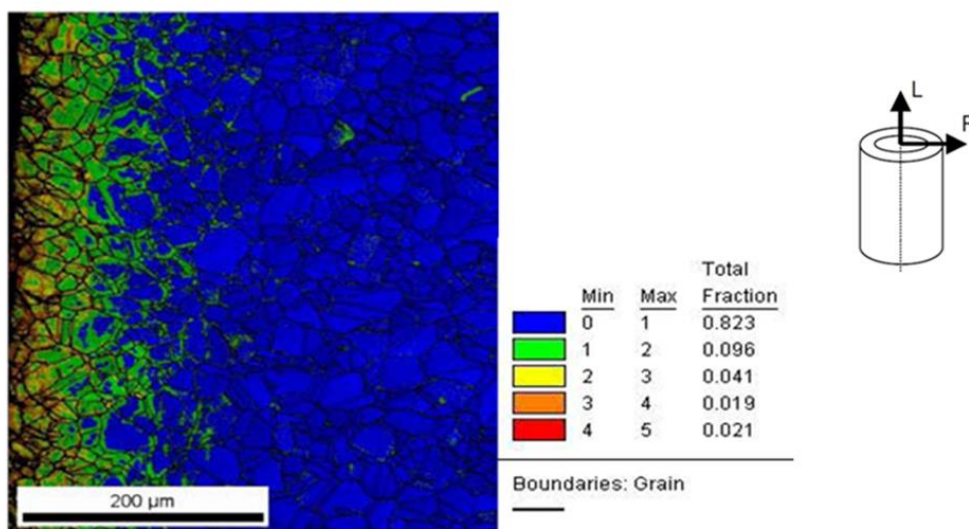 200 µm
Total
Min Max Fraction
0 1 0.823
1 2 0.096
2 3 0.041
3 4 0.019
4 5 0.021
Boundaries: Grain
L